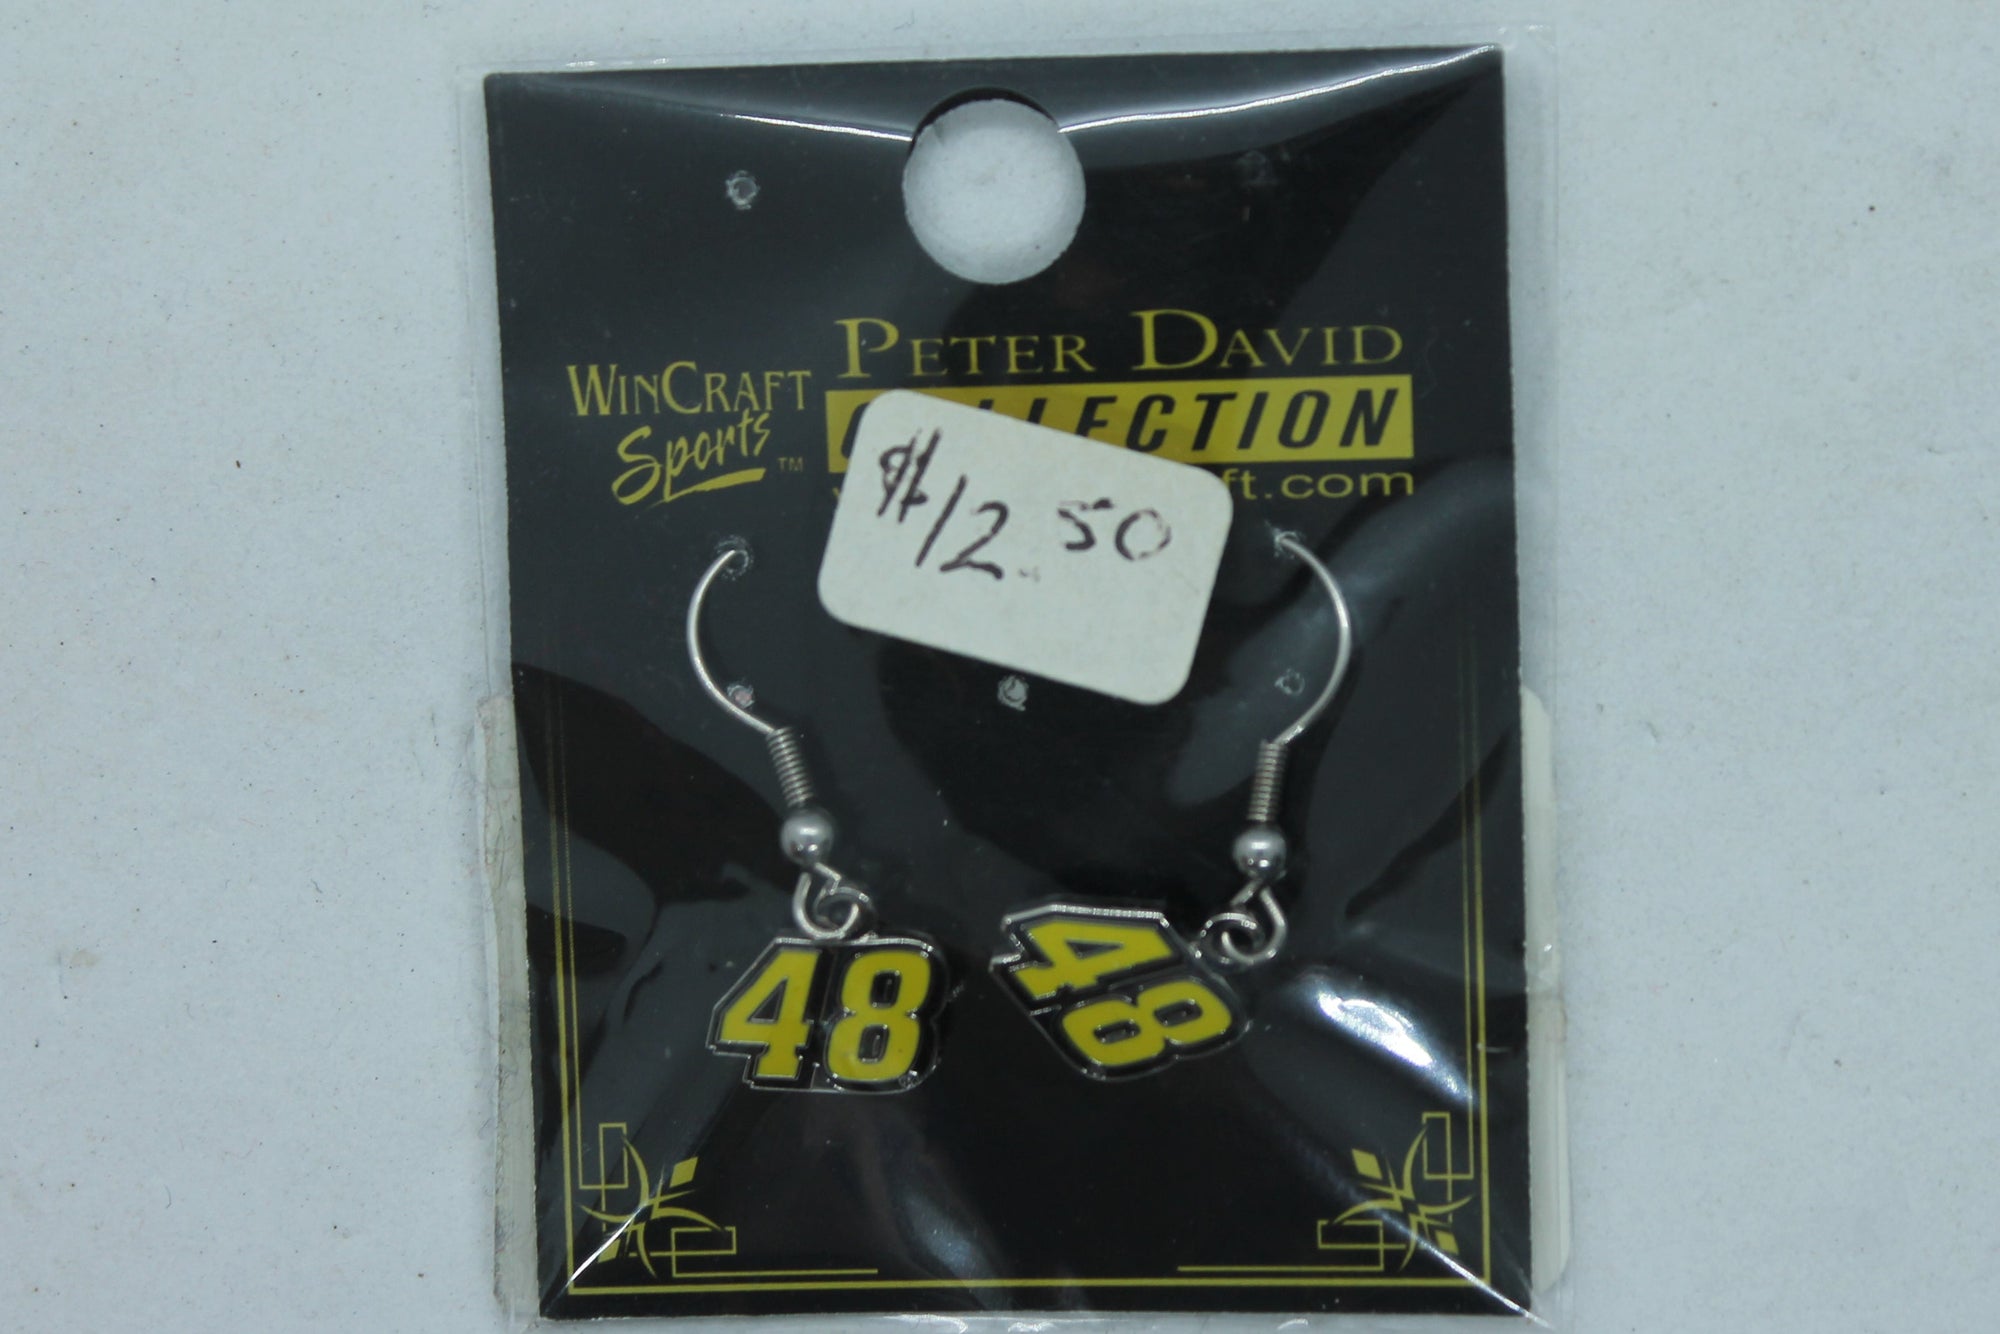 WINCRAFT
Sports TM
PETER DAVID
COLLECTION
ft.com
$12.50
48
48